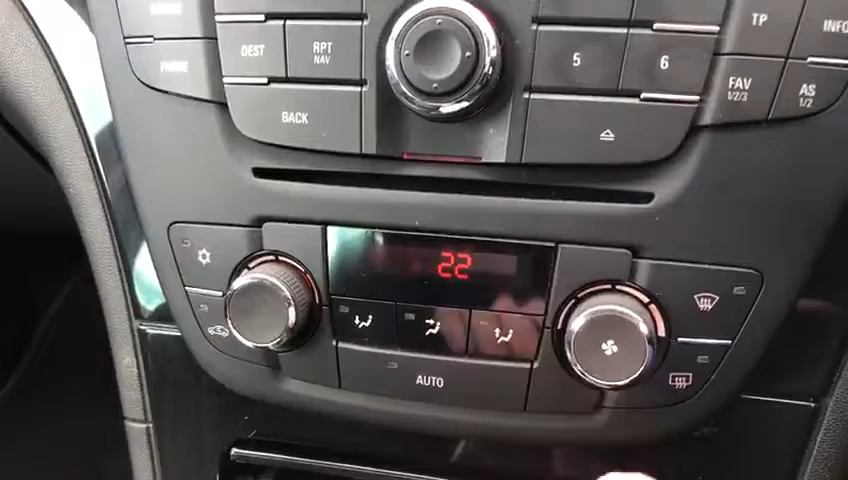 TP
INFO
DEST
RPT
NAV
5
6
PHONE
FAV
1/2/3
AS
1/2
BACK
22
AUTO